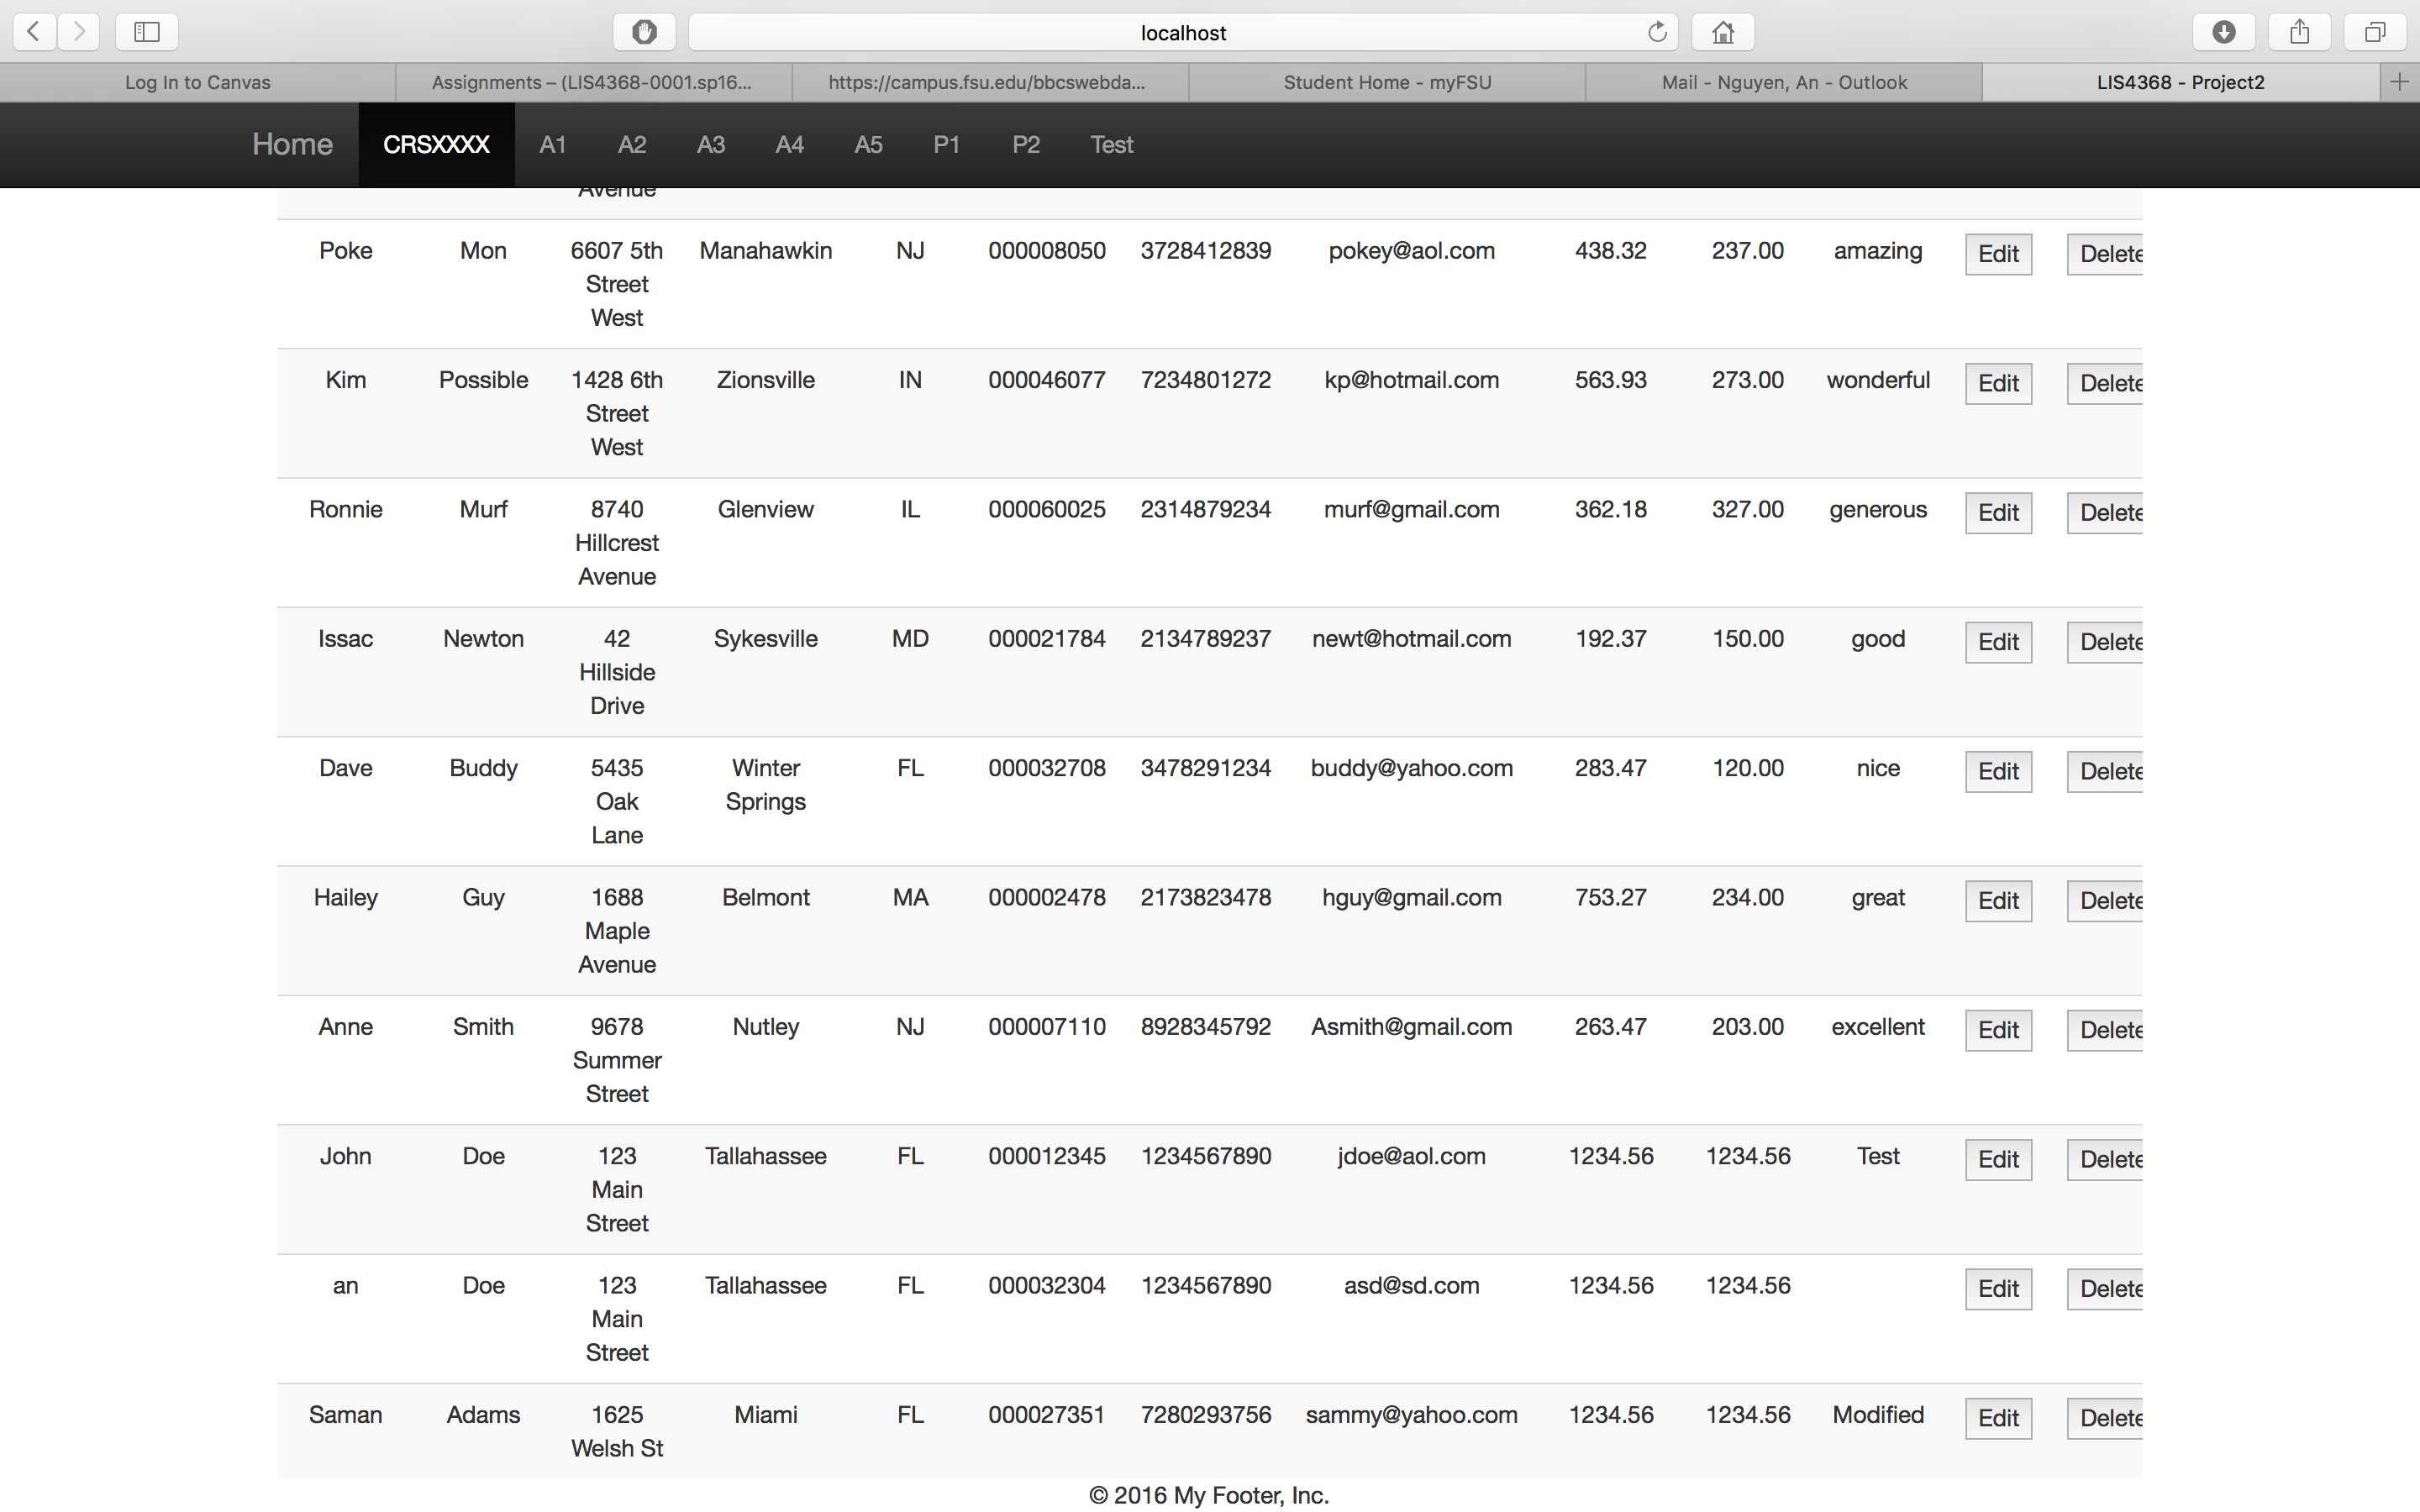 localhost
Log In to Canvas
Assignments – (LIS4368-0001.sp16...
https://campus.fsu.edu/bbcswebda...
Student Home - myFSU
Mail - Nguyen, An - Outlook
LIS4368 - Project2
Home CRSXXXX A1 A2 A3 A4 A5 P1 P2 Test
Avenue
Poke Mon 6607 5th Manahawkin NJ 000008050 3728412839 pokey@aol.com 438.32 237.00 amazing Edit Delete
Street
West
Kim Possible 1428 6th Zionsville IN 000046077 7234801272 kp@hotmail.com 563.93 273.00 wonderful Edit Delete
Street
West
Ronnie Murf 8740 Glenview IL 000060025 2314879234 murf@gmail.com 362.18 327.00 generous Edit Delete
Hillcrest
Avenue
Issac Newton 42 Sykesville MD 000021784 2134789237 newt@hotmail.com 192.37 150.00 good Edit Delete
Hillside
Drive
Dave Buddy 5435 Winter FL 000032708 3478291234 buddy@yahoo.com 283.47 120.00 nice Edit Delete
Oak Springs
Lane
Hailey Guy 1688 Belmont MA 000002478 2173823478 hguy@gmail.com 753.27 234.00 great Edit Delete
Maple
Avenue
Anne Smith 9678 Nutley NJ 000007110 8928345792 Asmith@gmail.com 263.47 203.00 excellent Edit Delete
Summer
Street
John Doe 123 Tallahassee FL 000012345 1234567890 jdoe@aol.com 1234.56 1234.56 Test Edit Delete
Main
Street
an Doe 123 Tallahassee FL 000032304 1234567890 asd@sd.com 1234.56 1234.56 Edit Delete
Main
Street
Saman Adams 1625 Miami FL 000027351 7280293756 sammy@yahoo.com 1234.56 1234.56 Modified Edit Delete
Welsh St
© 2016 My Footer, Inc.